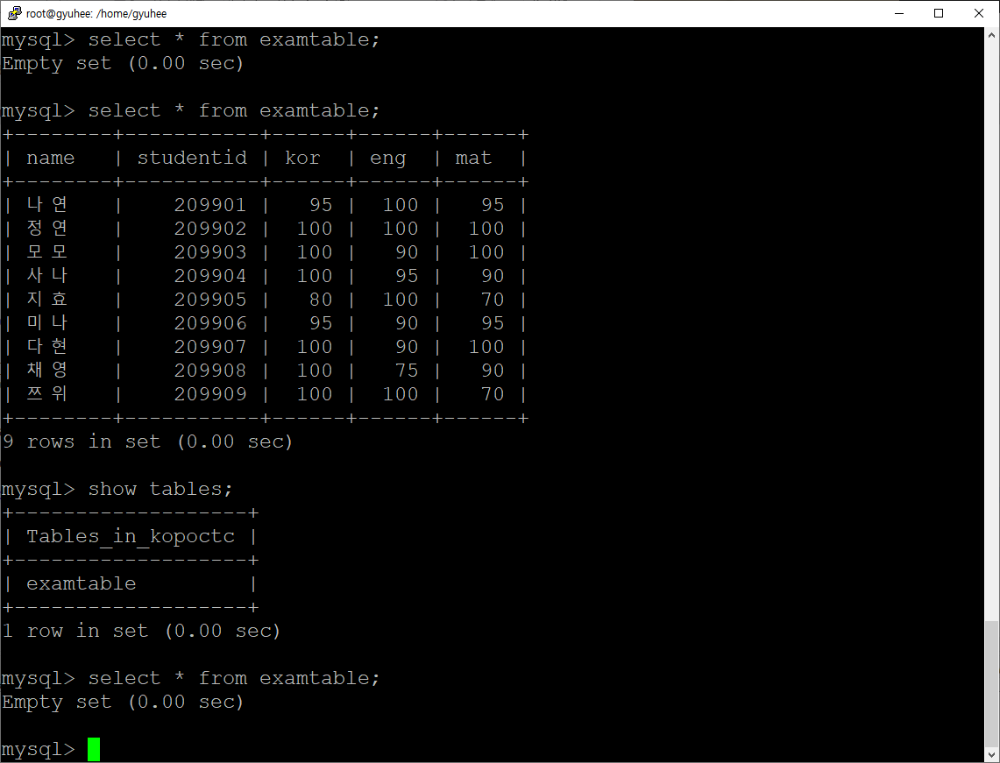 root@gyuhee: /home/gyuhee
mysql> select * from examtable;
Empty set (0.00 sec)
mysql> select * from examtable;
+--------+-----------+------+------+------+
| name   | studentid | kor  | eng  | mat  |
+--------+-----------+------+------+------+
| 나연   |    209901 |   95 |  100 |   95 |
| 정연   |    209902 |  100 |  100 |  100 |
| 모모   |    209903 |  100 |   90 |  100 |
| 사나   |    209904 |  100 |   95 |   90 |
| 지효   |    209905 |   80 |  100 |   70 |
| 미나   |    209906 |   95 |   90 |   95 |
| 다현   |    209907 |  100 |   90 |  100 |
| 채영   |    209908 |  100 |   75 |   90 |
| 쯔위   |    209909 |  100 |  100 |   70 |
+--------+-----------+------+------+------+
9 rows in set (0.00 sec)
mysql> show tables;
+-------------------+
| Tables_in_kopoctc |
+-------------------+
| examtable         |
+-------------------+
1 row in set (0.00 sec)
mysql> select * from examtable;
Empty set (0.00 sec)
mysql>